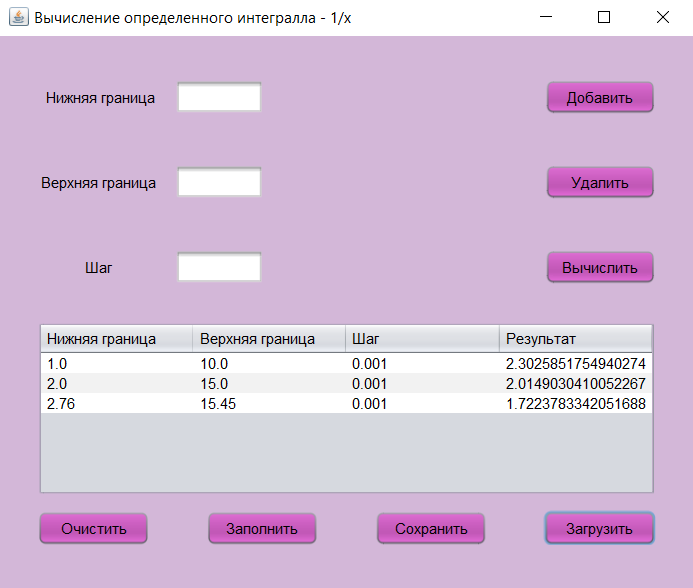 Вычисление определенного интегралла - 1/x
Нижняя граница Добавить
Верхняя граница Удалить
Шаг Вычислить
Нижняя граница Верхняя граница Шаг Результат
1.0 10.0 0.001 2.3025851754940274
2.0 15.0 0.001 2.0149030410052267
2.76 15.45 0.001 1.7223783342051688
Очистить Заполнить Сохранить Загрузить